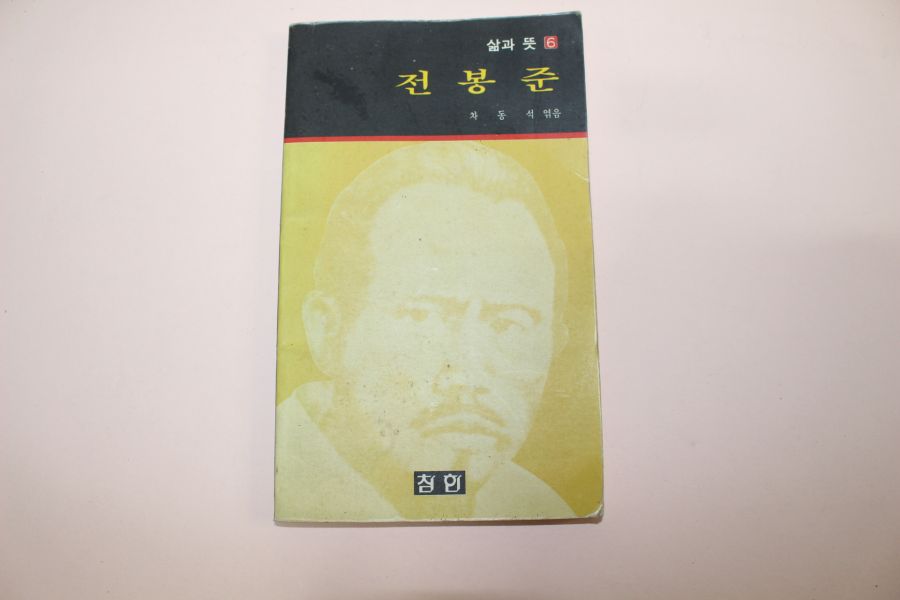 삶과 뜻 6
전봉준
차동석 엮음
참한